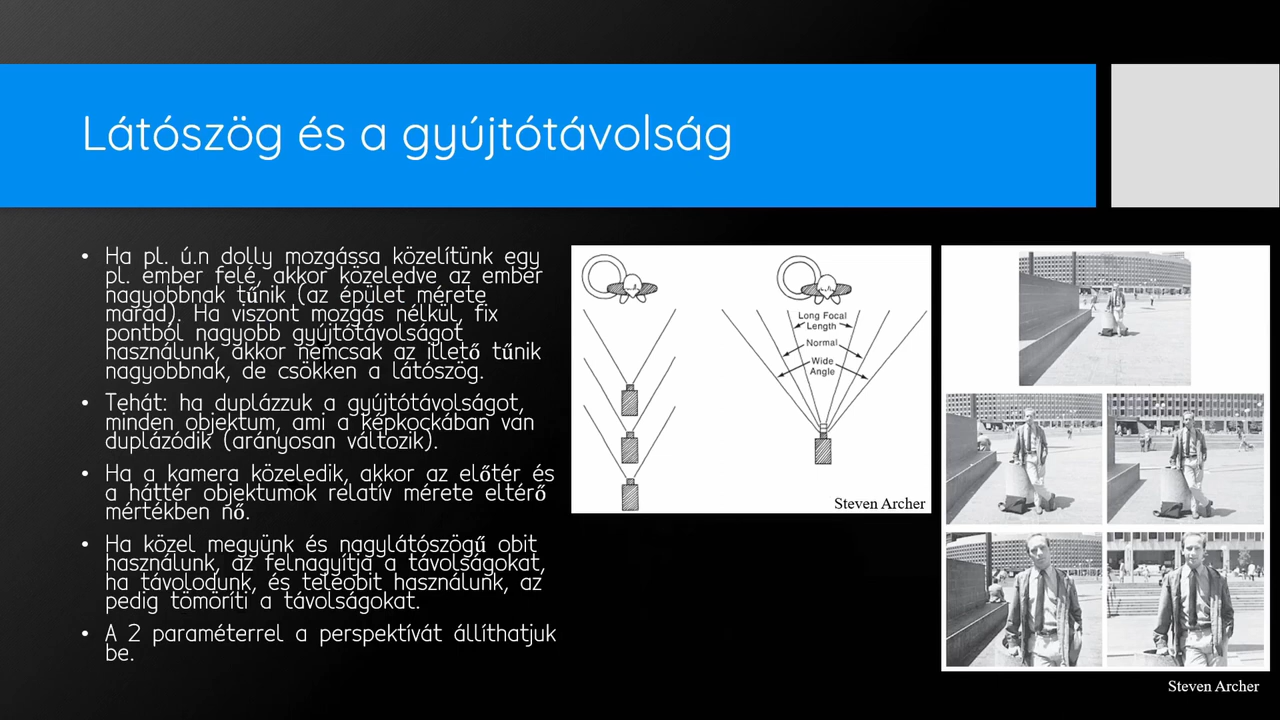 Látószög és a gyújtótávolság
• Ha pl. ú.n dolly mozgássa közelítünk egy
pl. ember felé, akkor közeledve az ember
nagyobbnak tűnik (az épület mérete
marad). Ha viszont mozgás nélkül, fix
pontból nagyobb gyújtótávolságot
használunk, akkor nemcsak az illető tűnik
nagyobbnak, de csökken a látószög.
• Tehát: ha duplázzuk a gyújtótávolságot,
minden objektum, ami a képkockában van
duplázódik (arányosan változik).
• Ha a kamera közeledik, akkor az előtér és
a háttér objektumok relatív mérete eltérő
mértékben nő.
• Ha közel megyünk és nagylátószögű obit
használunk, az felnagyítja a távolságokat,
ha távolodunk, és teleobit használunk, az
pedig tömöríti a távolságokat.
• A 2 paraméterrel a perspektívát állíthatjuk
be.
Long Focal
Length
Normal
Wide
Angle
Steven Archer
Steven Archer